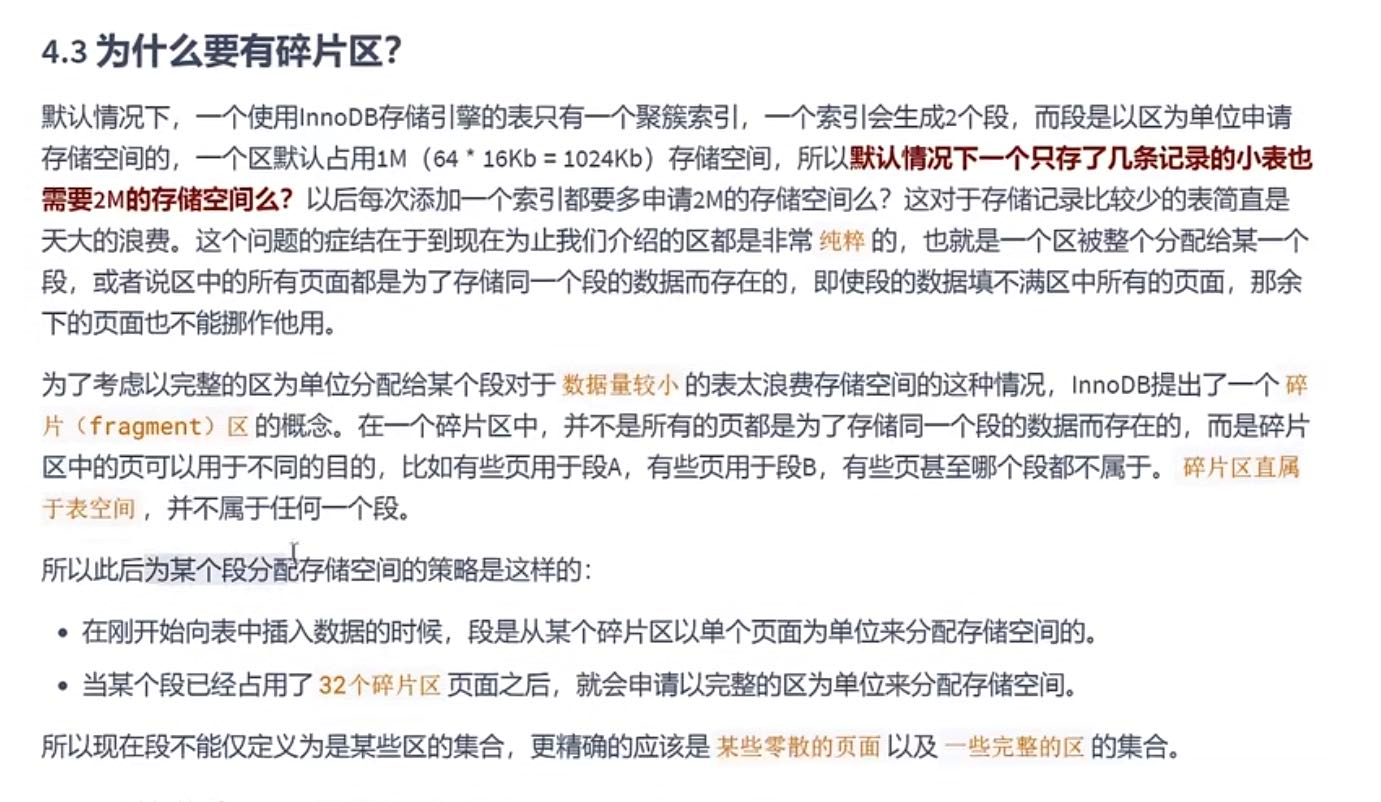 4.3 为什么要有碎片区？
默认情况下，一个使用InnoDB存储引擎的表只有一个聚簇索引，一个索引会生成2个段，而段是以区为单位申请
存储空间的，一个区默认占用1M（64 * 16Kb = 1024Kb）存储空间，所以默认情况下一个只存了几条记录的小表也
需要2M的存储空间么？以后每次添加一个索引都要多申请2M的存储空间么？这对于存储记录比较少的表简直是
天大的浪费。这个问题的症结在于到现在为止我们介绍的区都是非常 纯粹 的，也就是一个区被整个分配给某一个
段，或者说区中的所有页面都是为了存储同一个段的数据而存在的，即使段的数据填不满区中所有的页面，那余
下的页面也不能挪作他用。
为了考虑以完整的区为单位分配给某个段对于 数据量较小 的表太浪费存储空间的这种情况，InnoDB提出了一个 碎
片（fragment）区 的概念。在一个碎片区中，并不是所有的页都是为了存储同一个段的数据而存在的，而是碎片
区中的页可以用于不同的目的，比如有些页用于段A，有些页用于段B，有些页甚至哪个段都不属于。 碎片区直属
于表空间 ，并不属于任何一个段。
所以此后为某个段分配存储空间的策略是这样的：
• 在刚开始向表中插入数据的时候，段是从某个碎片区以单个页面为单位来分配存储空间的。
• 当某个段已经占用了 32个碎片区 页面之后，就会申请以完整的区为单位来分配存储空间。
所以现在段不能仅定义为是某些区的集合，更精确的应该是 某些零散的页面 以及 一些完整的区 的集合。